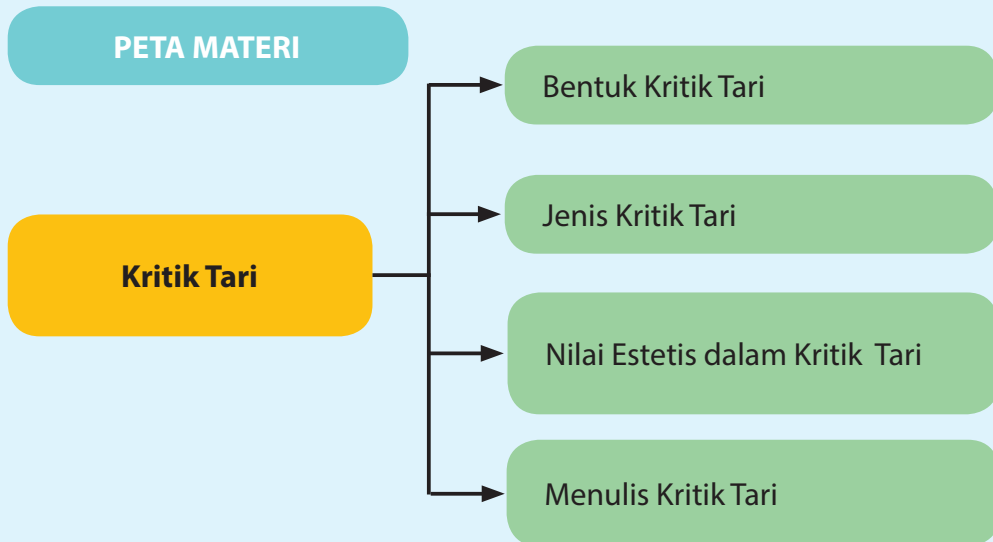 PETA MATERI
Bentuk Kritik Tari
Jenis Kritik Tari
Kritik Tari
Nilai Estetis dalam Kritik Tari
Menulis Kritik Tari